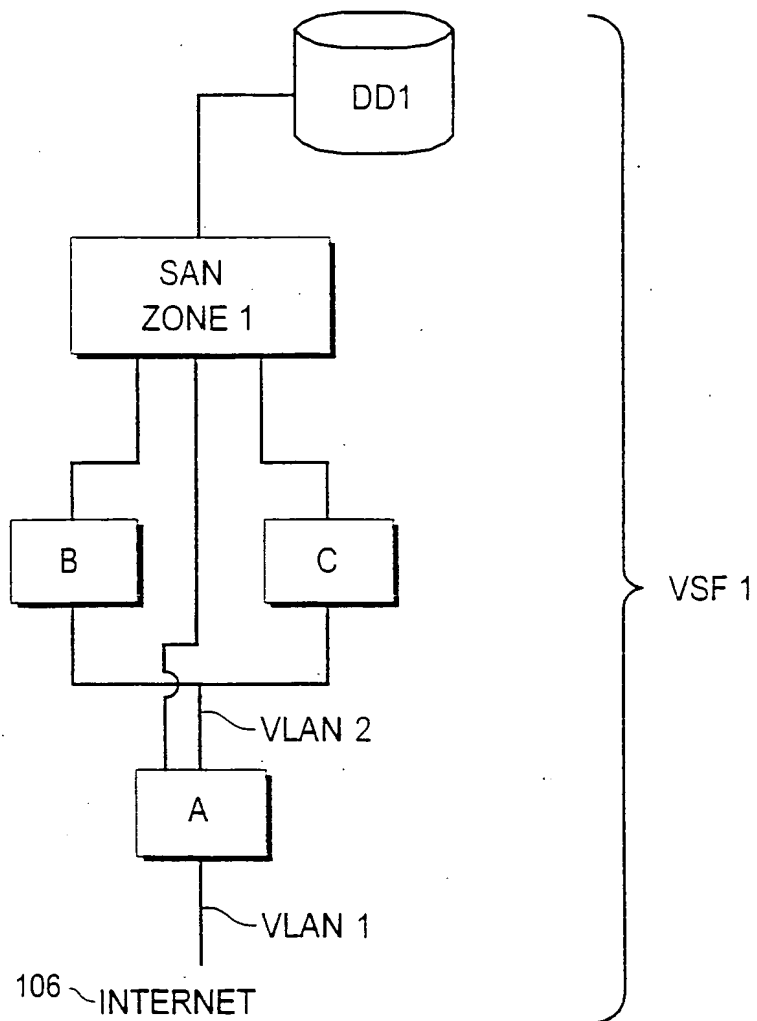 DD1
SAN
ZONE 1
B
C
VSF 1
VLAN 2
A
VLAN 1
106 INTERNET